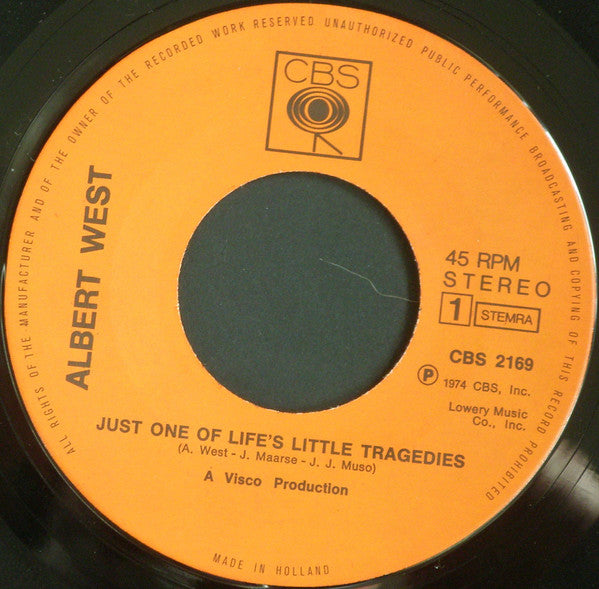 ALL RIGHTS OF THE MANUFACTURER AND OF THE OWNER OF THE RECORDED WORK RESERVED UNAUTHORIZED PUBLIC PERFORMANCE BROADCASTING AND COPYING OF THIS RECORD PROHIBITED
CBS
ALBERT WEST
45 RPM
STEREO
1 STEMRA
CBS 2169
℗ 1974 CBS, Inc.
Lowery Music
Co., Inc.
JUST ONE OF LIFE'S LITTLE TRAGEDIES
(A. West - J. Maarse - J. J. Muso)
A Visco Production
MADE IN HOLLAND